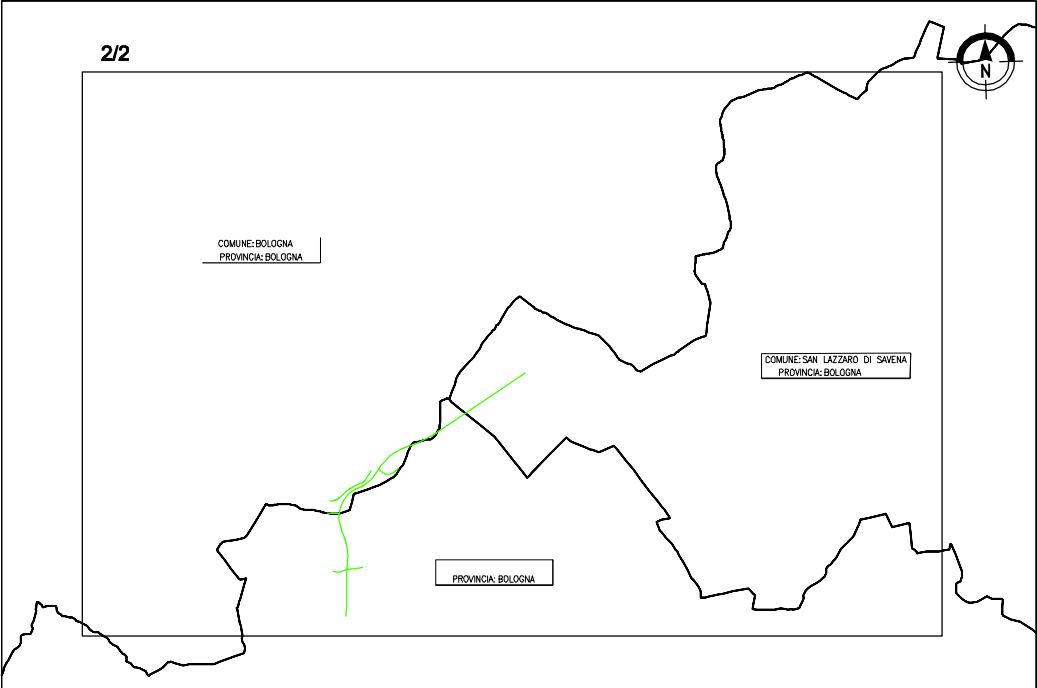 2/2
N
COMUNE: BOLOGNA
PROVINCIA: BOLOGNA
COMUNE: SAN LAZZARO DI SAVENA
PROVINCIA: BOLOGNA
PROVINCIA: BOLOGNA